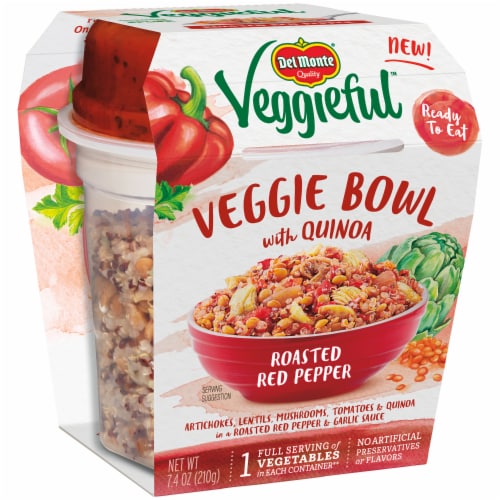 Del Monte
Quality
Veggieful™
NEW!
Ready
To Eat
VEGGIE BOWL
with QUINOA
ROASTED
RED PEPPER
SERVING
SUGGESTION
ARTICHOKES, LENTILS, MUSHROOMS, TOMATOES & QUINOA
in a ROASTED RED PEPPER & GARLIC SAUCE
NET WT
7.4 OZ (210g)
1 FULL SERVING of
VEGETABLES
in EACH CONTAINER**
NO ARTIFICIAL
PRESERVATIVES
or FLAVORS